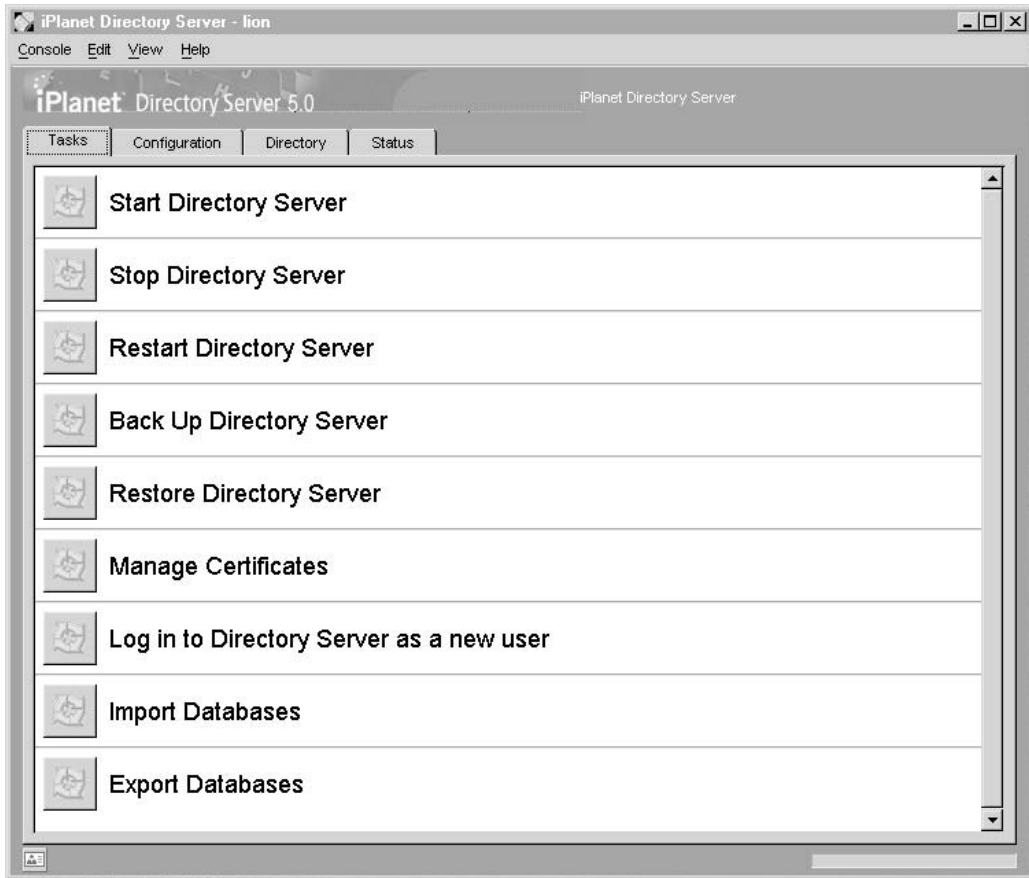 iPlanet Directory Server - lion
Console Edit View Help
iPlanet Directory Server 5.0
iPlanet Directory Server
Tasks Configuration Directory Status
Start Directory Server
Stop Directory Server
Restart Directory Server
Back Up Directory Server
Restore Directory Server
Manage Certificates
Log in to Directory Server as a new user
Import Databases
Export Databases